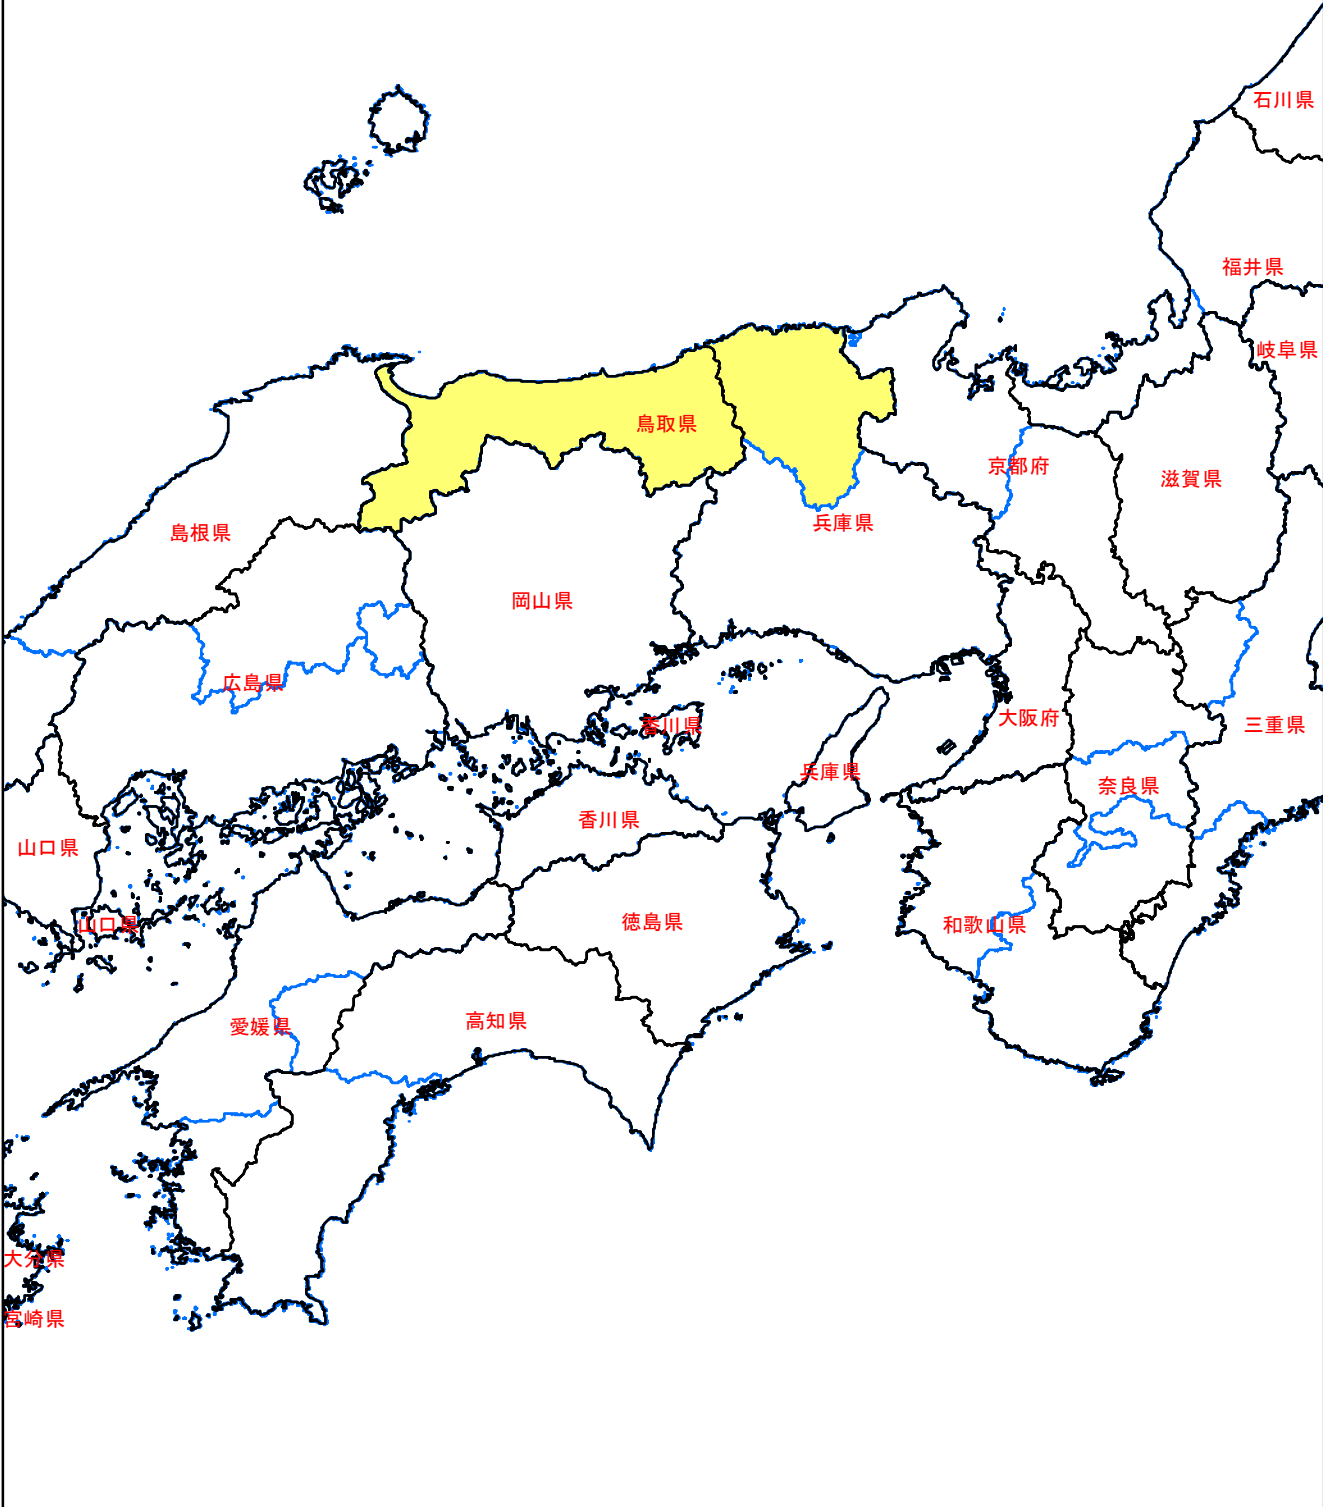 石川県
福井県
岐阜県
鳥取県
京都府
滋賀県
兵庫県
島根県
岡山県
広島県
大阪府
香川県
三重県
兵庫県
奈良県
香川県
山口県
山口県
徳島県
和歌山県
高知県
愛媛県
大分県
宮崎県